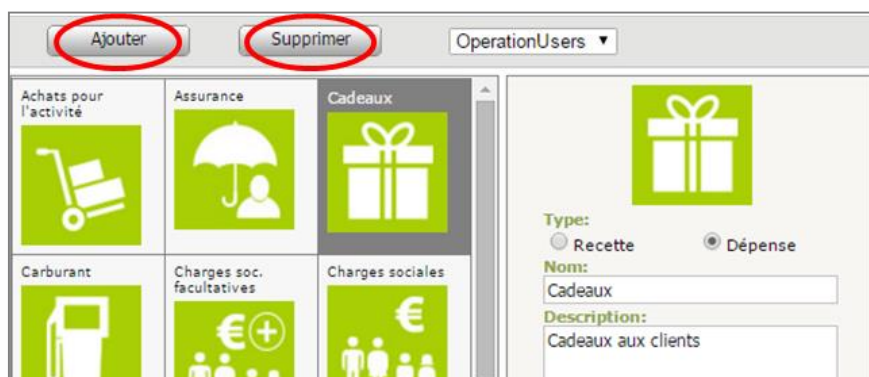 Ajouter
Supprimer
OperationUsers
Achats pour
l'activité
Assurance
Cadeaux
Carburant
Charges soc.
facultatives
Charges sociales
Type:
Recette
Dépense
Nom:
Cadeaux
Description:
Cadeaux aux clients